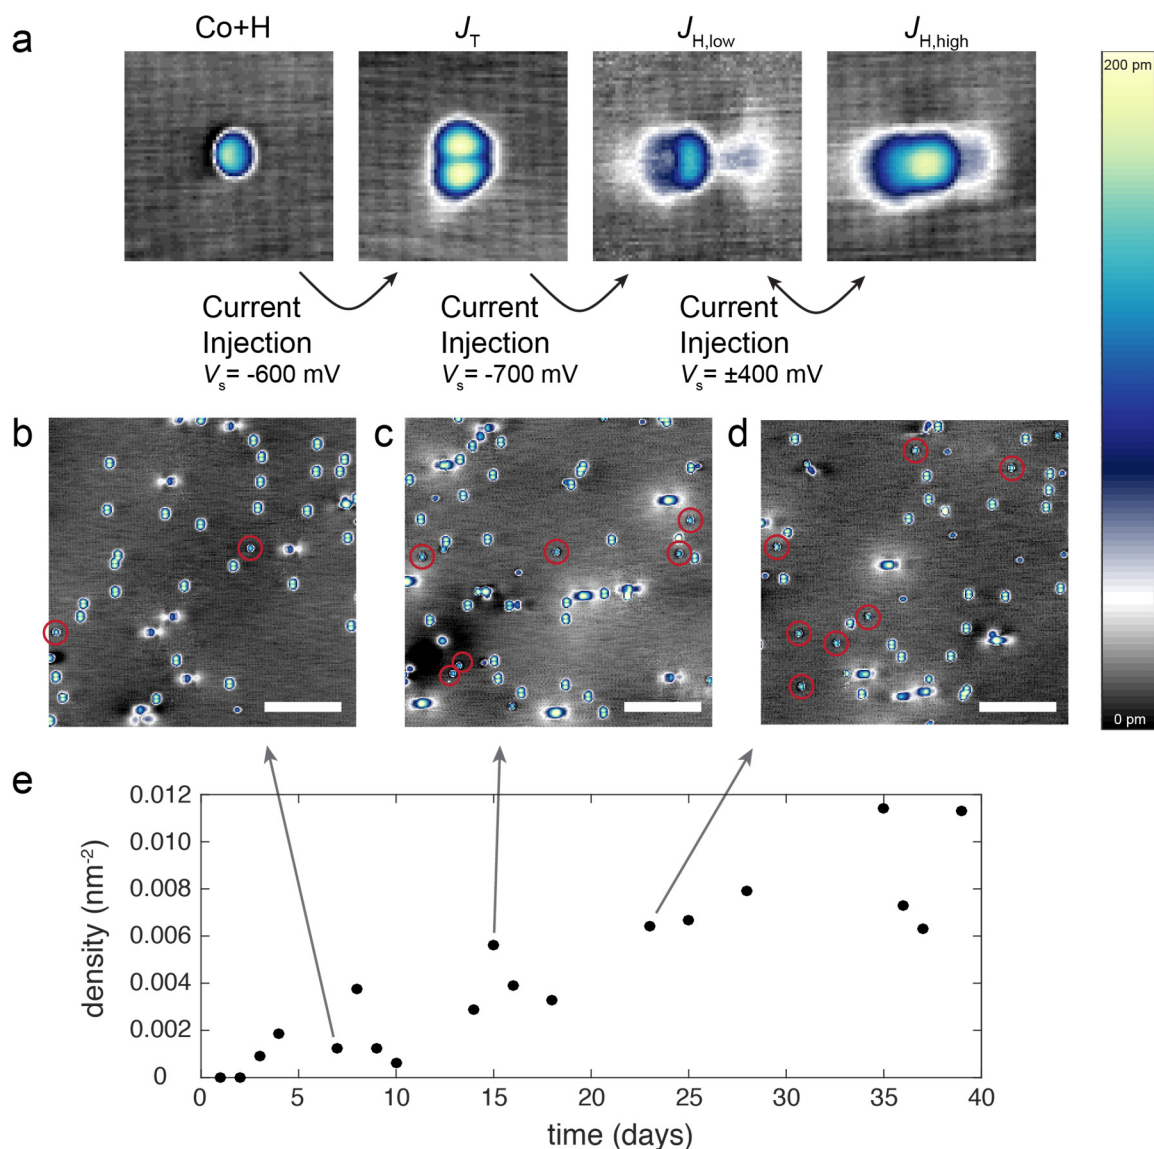 a
Co+H
J_T
J_H,low
J_H,high
200 pm
Current
Injection
V_s= -600 mV
Current
Injection
V_s= -700 mV
Current
Injection
V_s= ±400 mV
b
c
d
0 pm
e
0.012
0.010
0.008
0.006
0.004
0.002
0
density (nm⁻²)
0 5 10 15 20 25 30 35 40
time (days)